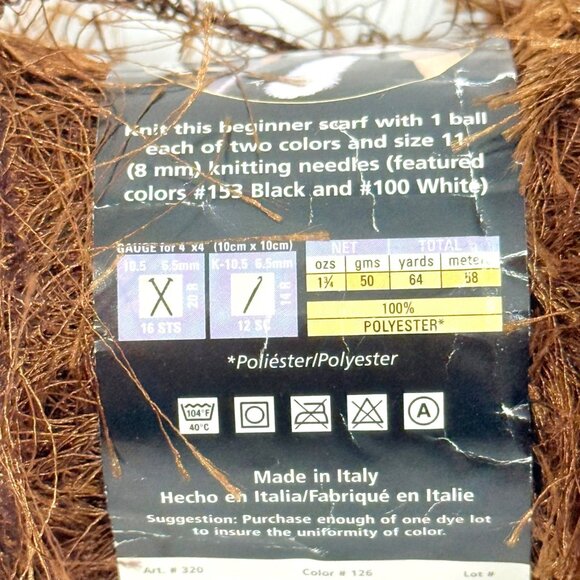 Knit this beginner scarf with 1 ball
each of two colors and size 11
(8 mm) knitting needles (featured
colors #153 Black and #100 White)
GAUGE for 4"x4" (10cm x 10cm)
10.5 6.5mm K-10.5 6.5mm
20 R 14 R
16 STS 12 SC
NET TOTAL
ozs gms yards meters
1¾ 50 64 58
100%
POLYESTER*
*Poliéster/Polyester
104°F
40°C
A
Made in Italy
Hecho en Italia/Fabriqué en Italie
Suggestion: Purchase enough of one dye lot
to insure the uniformity of color.
Art. # 320 Color # 126 Lot #